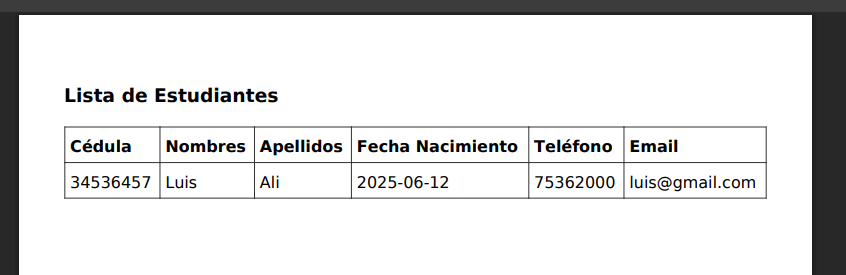 Lista de Estudiantes
Cédula Nombres Apellidos Fecha Nacimiento Teléfono Email
34536457 Luis Ali 2025-06-12 75362000 luis@gmail.com